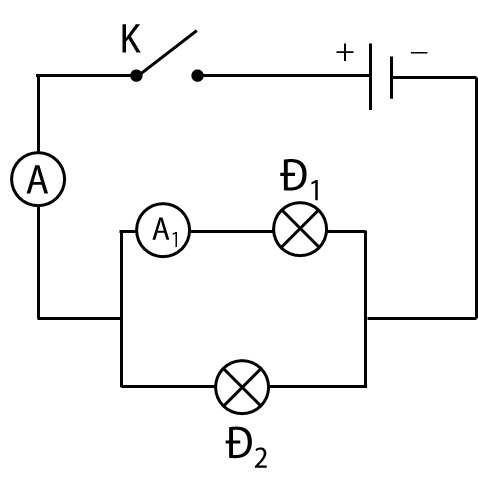 K
+ −
A
Đ₁
A₁
Đ₂